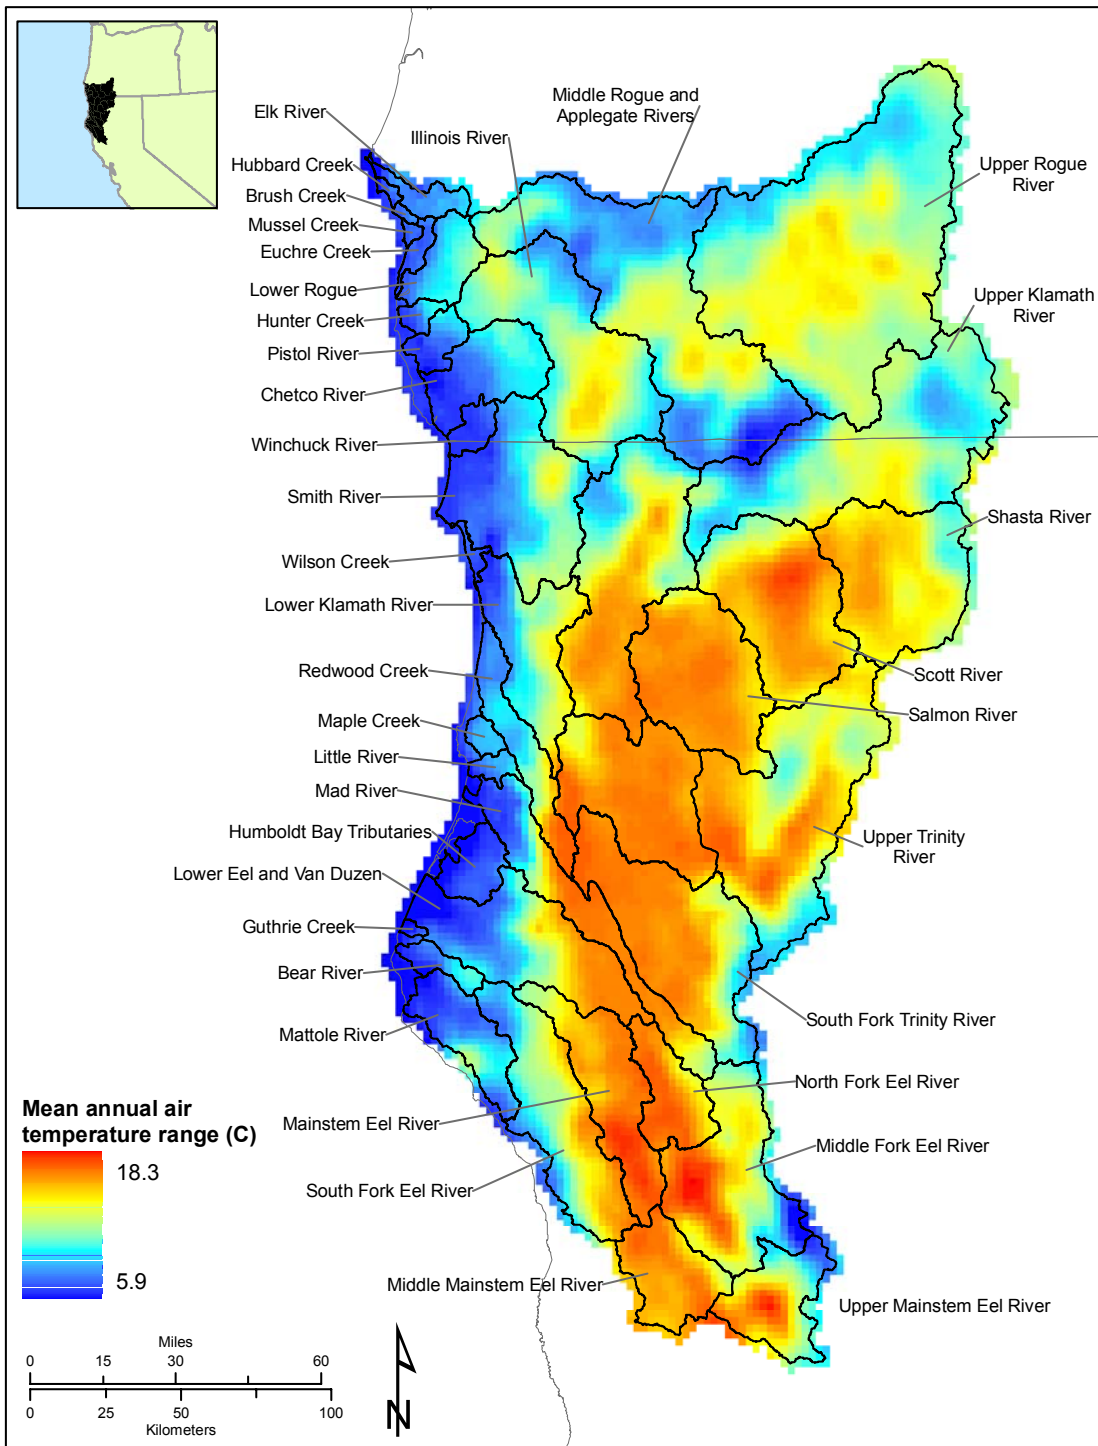 Elk River
Middle Rogue and
Applegate Rivers
Illinois River
Hubbard Creek
Upper Rogue
River
Brush Creek
Mussel Creek
Euchre Creek
Lower Rogue
Upper Klamath
River
Hunter Creek
Pistol River
Chetco River
Winchuck River
Smith River
Shasta River
Wilson Creek
Lower Klamath River
Redwood Creek
Scott River
Salmon River
Maple Creek
Little River
Mad River
Humboldt Bay Tributaries
Upper Trinity
River
Lower Eel and Van Duzen
Guthrie Creek
Bear River
South Fork Trinity River
Mattole River
North Fork Eel River
Mainstem Eel River
Middle Fork Eel River
South Fork Eel River
Middle Mainstem Eel River
Upper Mainstem Eel River
Mean annual air
temperature range (C)
18.3
5.9
Miles
0 15 30 60
0 25 50 100
Kilometers
N